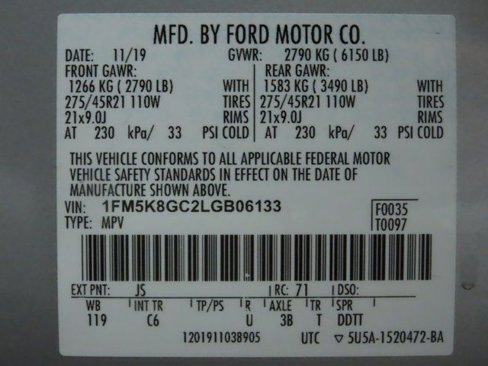 MFD. BY FORD MOTOR CO.
DATE: 11/19 GVWR: 2790 KG ( 6150 LB)
FRONT GAWR: REAR GAWR:
1266 KG ( 2790 LB) WITH 1583 KG ( 3490 LB) WITH
275/45R21 110W TIRES 275/45R21 110W TIRES
21x9.0J RIMS 21x9.0J RIMS
AT 230 kPa/ 33 PSI COLD AT 230 kPa/ 33 PSI COLD
THIS VEHICLE CONFORMS TO ALL APPLICABLE FEDERAL MOTOR
VEHICLE SAFETY STANDARDS IN EFFECT ON THE DATE OF
MANUFACTURE SHOWN ABOVE.
VIN: 1FM5K8GC2LGB06133 F0035
TYPE: MPV T0097
EXT PNT: JS RC: 71 DSO:
WB INT TR TP/PS R AXLE TR SPR
119 C6 U 3B T DDTT
1201911038905 UTC ▽ 5U5A-1520472-BA